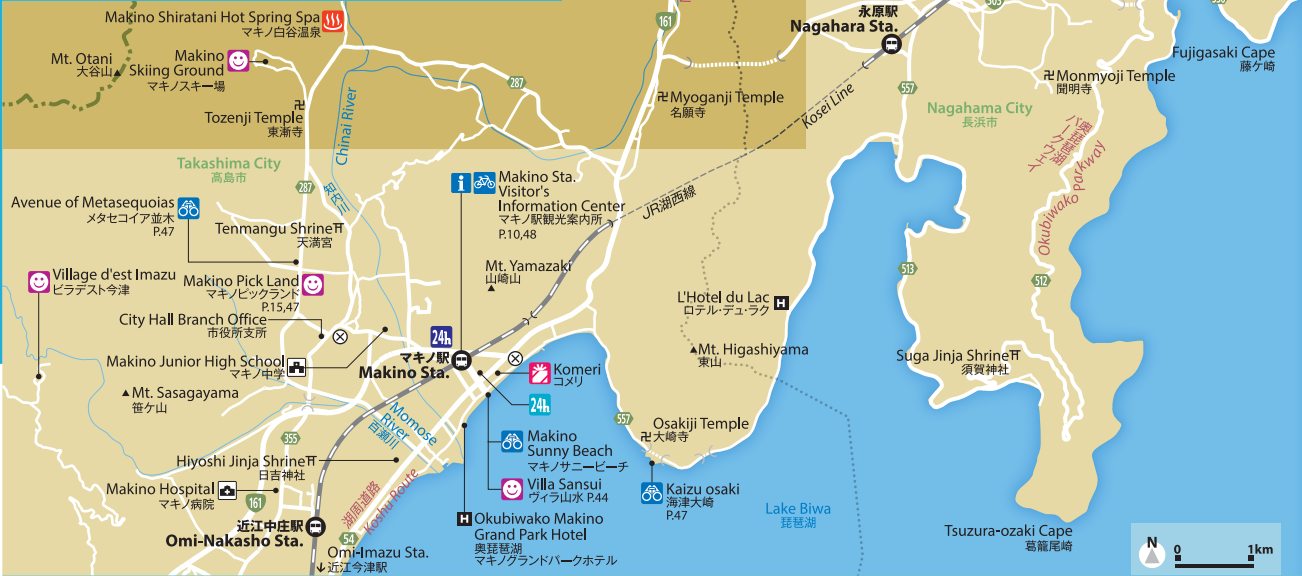 Makino Shiratani Hot Spring Spa
マキノ白谷温泉
Mt. Otani
大谷山
Makino
Skiing Ground
マキノスキー場
Tozenji Temple
東漸寺
Chinai River
知内川
287
161
287
永原駅
Nagahara Sta.
Fujigasaki Cape
藤ケ崎
Monmyoji Temple
聞明寺
557
Nagahama City
長浜市
Myoganji Temple
名願寺
Kosei Line
JR湖西線
奥琵琶湖
パークウェイ
Okubiwako Parkway
Takashima City
高島市
287
Avenue of Metasequoias
メタセコイア並木
P.47
Tenmangu Shrine
天満宮
Makino Sta.
Visitor's
Information Center
マキノ駅観光案内所
P.10,48
Village d'est Imazu
ビラデスト今津
Makino Pick Land
マキノピックランド
P.15,47
Mt. Yamazaki
山崎山
513
512
L'Hotel du Lac
H
ロテル・デュ・ラク
City Hall Branch Office
市役所支所
24h
マキノ駅
Makino Sta.
Makino Junior High School
マキノ中学
Mt. Higashiyama
東山
Suga Jinja Shrine
須賀神社
Mt. Sasagayama
笹ケ山
Komeri
コメリ
24h
Momose
River
百瀬川
557
Osakiji Temple
大崎寺
355
Makino
Sunny Beach
マキノサニービーチ
Hiyoshi Jinja Shrine
日吉神社
Makino Hospital
マキノ病院
161
湖周道路
Koshu Route
Villa Sansui
ヴィラ山水 P.44
Kaizu osaki
海津大崎
P.47
Lake Biwa
琵琶湖
H
Okubiwako Makino
Grand Park Hotel
奥琵琶湖
マキノグランドパークホテル
近江中庄駅
Omi-Nakasho Sta.
54
Omi-Imazu Sta.
近江今津駅
Tsuzura-ozaki Cape
葛籠尾崎
N
0
1km